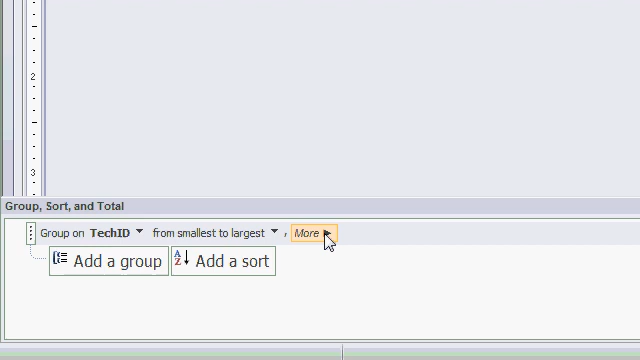 2
3
Group, Sort, and Total
Group on TechID from smallest to largest , More
Add a group
A Z Add a sort